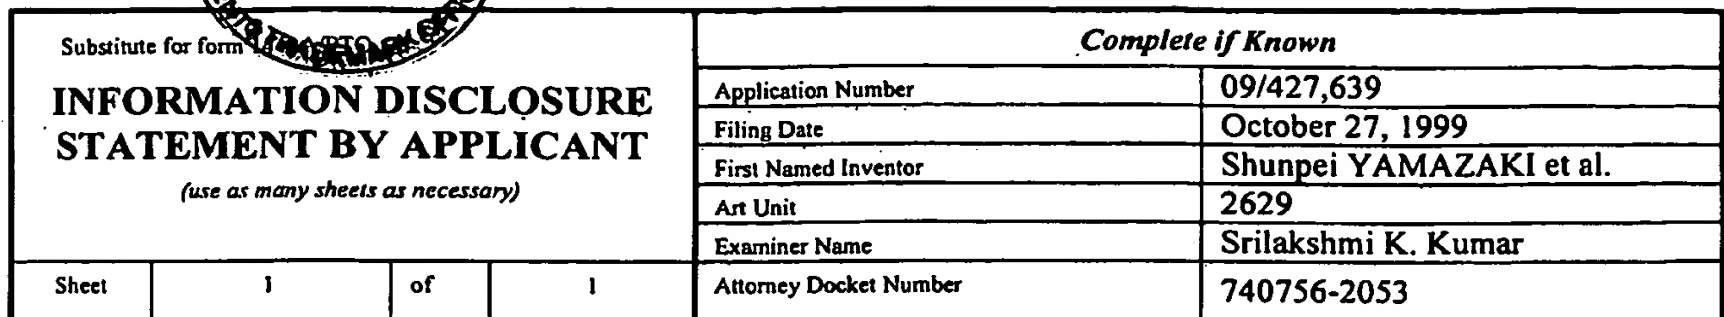 Substitute for form PTO
Complete if Known
INFORMATION DISCLOSURE
STATEMENT BY APPLICANT
(use as many sheets as necessary)
Application Number 09/427,639
Filing Date October 27, 1999
First Named Inventor Shunpei YAMAZAKI et al.
Art Unit 2629
Examiner Name Srilakshmi K. Kumar
Sheet 1 of 1
Attorney Docket Number 740756-2053